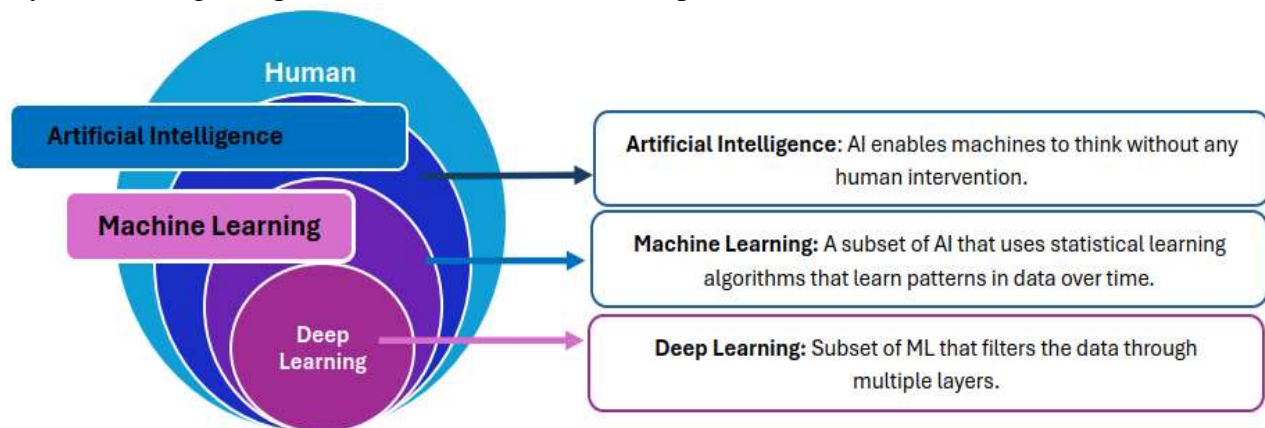 Human
Artificial Intelligence
Machine Learning
Deep
Learning
Artificial Intelligence: AI enables machines to think without any
human intervention.
Machine Learning: A subset of AI that uses statistical learning
algorithms that learn patterns in data over time.
Deep Learning: Subset of ML that filters the data through
multiple layers.